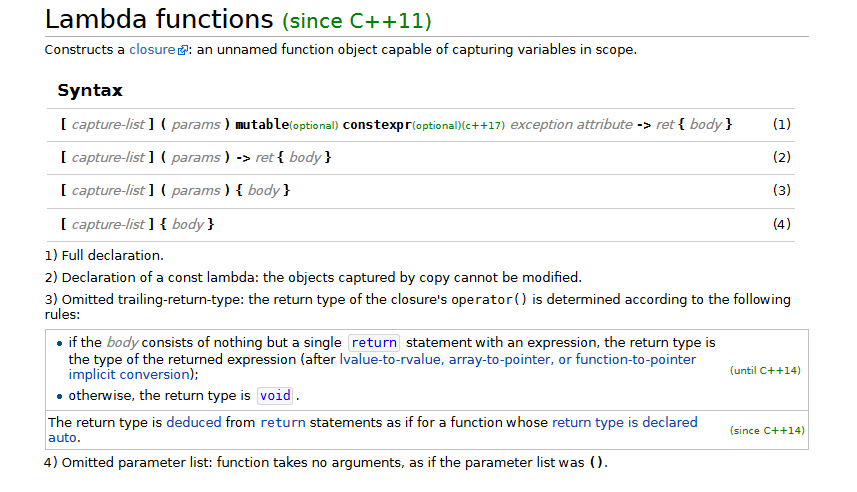 Lambda functions (since C++11)
Constructs a closure: an unnamed function object capable of capturing variables in scope.
Syntax
[ capture-list ] ( params ) mutable(optional) constexpr(optional)(c++17) exception attribute -> ret { body } (1)
[ capture-list ] ( params ) -> ret { body } (2)
[ capture-list ] ( params ) { body } (3)
[ capture-list ] { body } (4)
1) Full declaration.
2) Declaration of a const lambda: the objects captured by copy cannot be modified.
3) Omitted trailing-return-type: the return type of the closure's operator() is determined according to the following
rules:
• if the body consists of nothing but a single return statement with an expression, the return type is
the type of the returned expression (after lvalue-to-rvalue, array-to-pointer, or function-to-pointer
implicit conversion);
(until C++14)
• otherwise, the return type is void.
The return type is deduced from return statements as if for a function whose return type is declared
auto.
(since C++14)
4) Omitted parameter list: function takes no arguments, as if the parameter list was ().